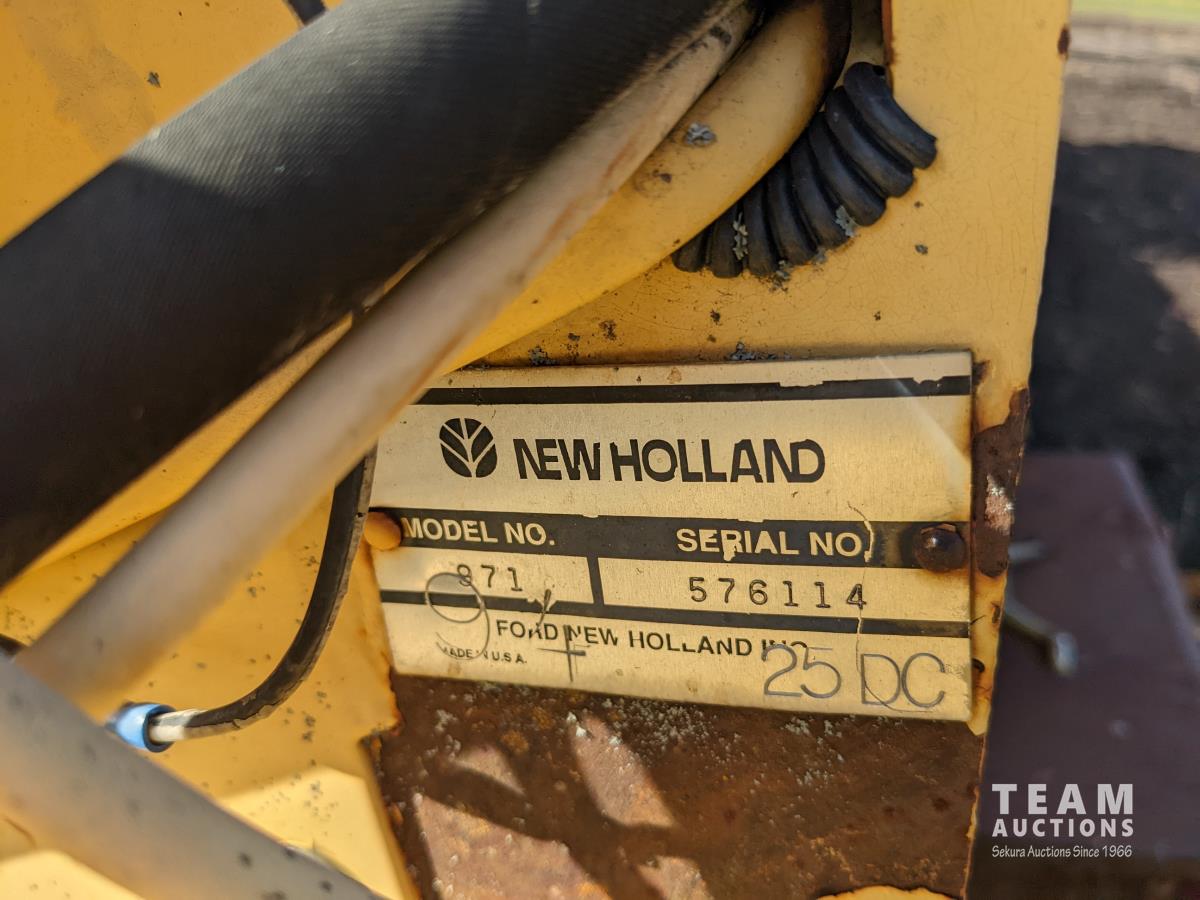 NEW HOLLAND
MODEL NO. SERIAL NO.
971 576114
FORD NEW HOLLAND INC.
MADE IN U.S.A.
25 DC
TEAM
AUCTIONS
Sekura Auctions Since 1966